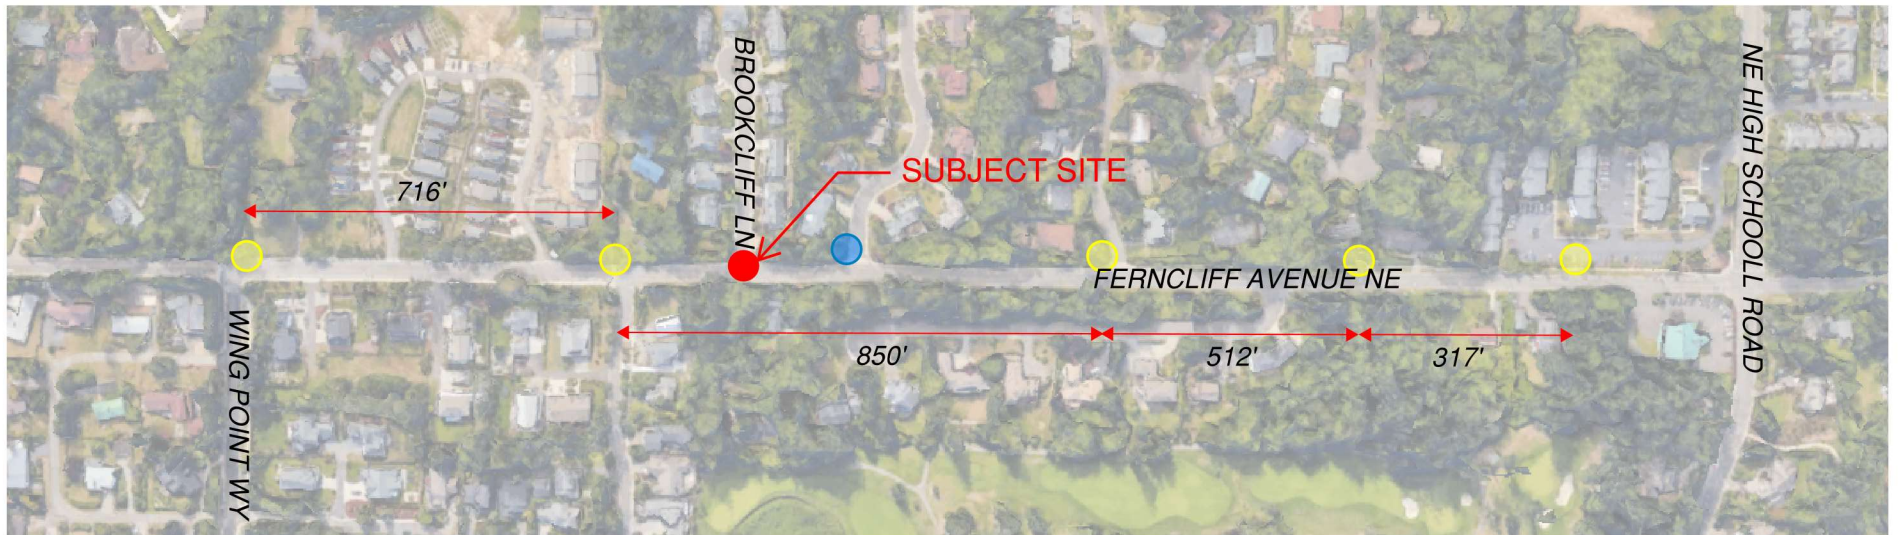 BROOKCLIFF LN
NE HIGH SCHOOLL ROAD
SUBJECT SITE
716'
FERNCLIFF AVENUE NE
WING POINT WY
850'
512'
317'